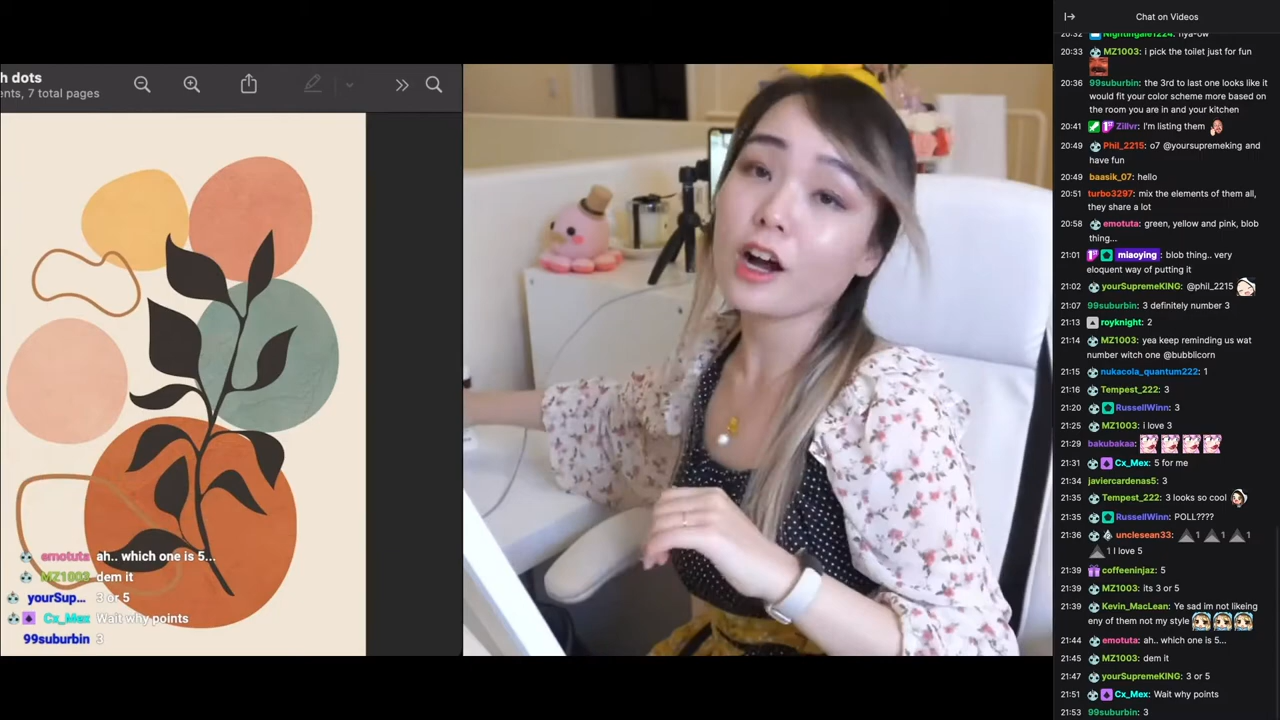 h dots
ents, 7 total pages
emotuta ah.. which one is 5...
MZ1003 dem it
yourSup... 3 or 5
Cx_Mex Wait why points
99suburbin 3
Chat on Videos
20:32 Nightingale1224: nya-ow
20:33 MZ1003: i pick the toilet just for fun
20:36 99suburbin: the 3rd to last one looks like it
would fit your color scheme more based on
the room you are in and your kitchen
20:41 Zillvr: I'm listing them
20:49 Phil_2215: o7 @yoursupremeking and
have fun
20:49 baasik_07: hello
20:51 turbo3297: mix the elements of them all,
they share a lot
20:58 emotuta: green, yellow and pink, blob
thing...
21:01 miaoying: blob thing.. very
eloquent way of putting it
21:02 yourSupremeKING: @phil_2215
21:07 99suburbin: 3 definitely number 3
21:13 royknight: 2
21:14 MZ1003: yea keep reminding us wat
number witch one @bubblicorn
21:15 nukacola_quantum222: 1
21:16 Tempest_222: 3
21:20 RussellWinn: 3
21:25 MZ1003: i love 3
21:29 bakubakaa:
21:31 Cx_Mex: 5 for me
21:34 javiercardenas5: 3
21:35 Tempest_222: 3 looks so cool
21:35 RussellWinn: POLL????
21:36 unclesean33: 1 1 1
1 I love 5
21:39 coffeeninjaz: 5
21:39 MZ1003: its 3 or 5
21:39 Kevin_MacLean: Ye sad im not likeing
eny of them not my style
21:44 emotuta: ah.. which one is 5...
21:45 MZ1003: dem it
21:47 yourSupremeKING: 3 or 5
21:51 Cx_Mex: Wait why points
21:53 99suburbin: 3